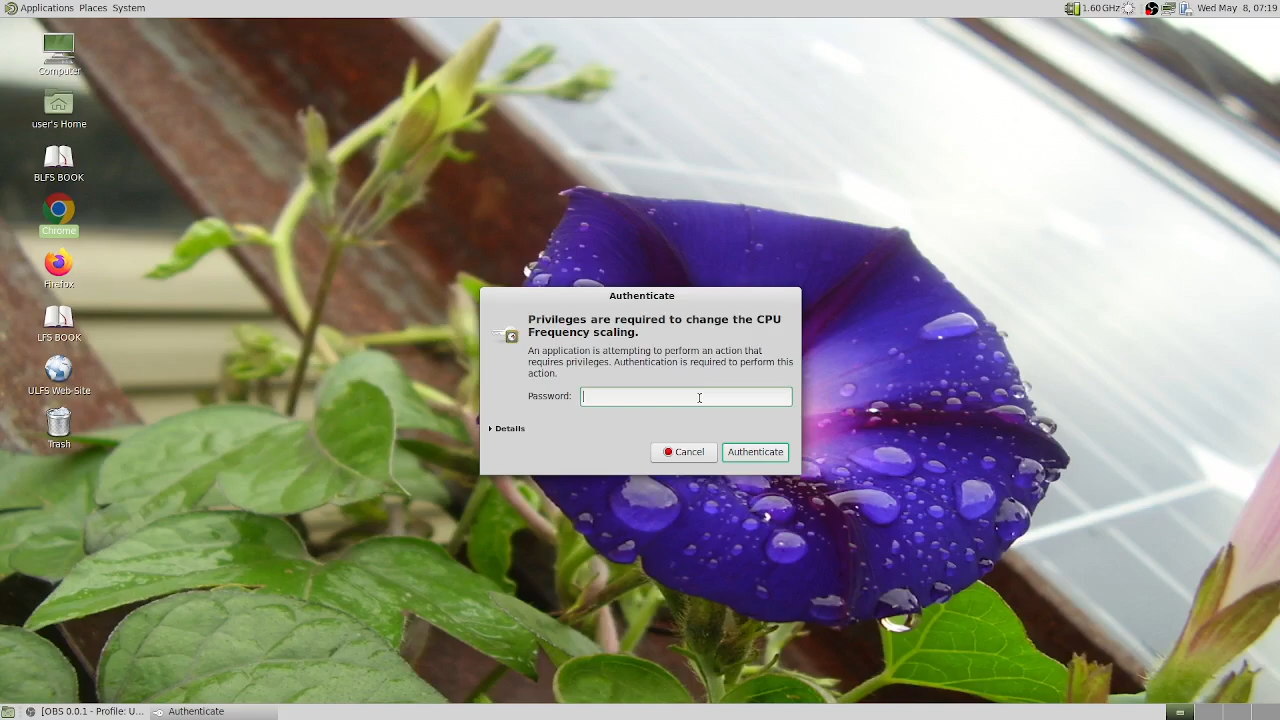 Applications Places System
1.60 GHz
Wed May 8, 07:19
Computer
user's Home
BLFS BOOK
Chrome
Firefox
LFS BOOK
ULFS Web-Site
Trash
Authenticate
Privileges are required to change the CPU
Frequency scaling.
An application is attempting to perform an action that
requires privileges. Authentication is required to perform this
action.
Password:
Details
Cancel
Authenticate
[OBS 0.0.1 - Profile: U...
Authenticate